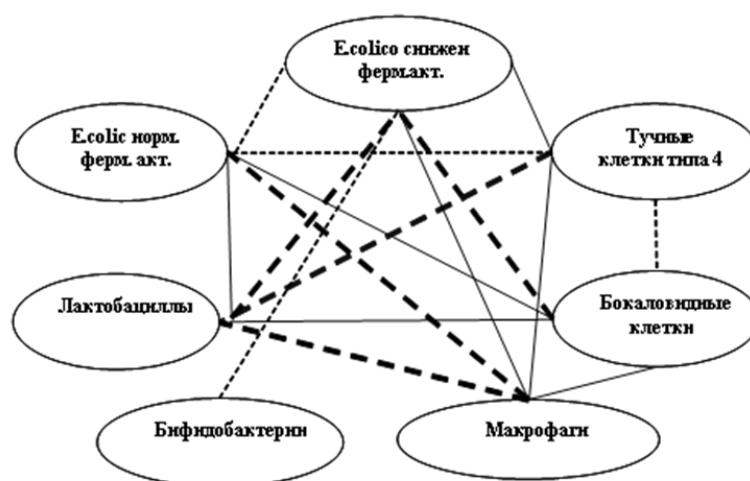 E.colico снижен
ферм.акт.
E.colic норм.
ферм. акт.
Тучные
клетки типа 4
Лактобациллы
Бокаловидные
клетки
Бифидобактерии
Макрофаги